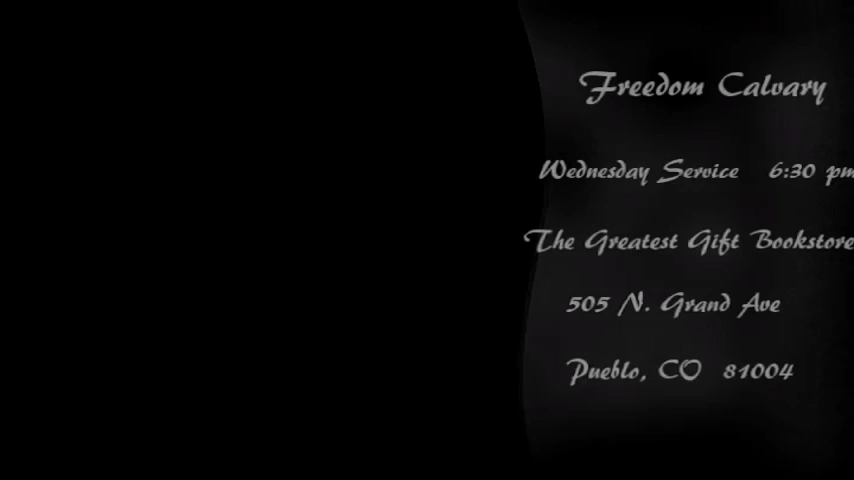 Freedom Calvary
Wednesday Service 6:30 pm
The Greatest Gift Bookstore
505 N. Grand Ave
Pueblo, CO 81004